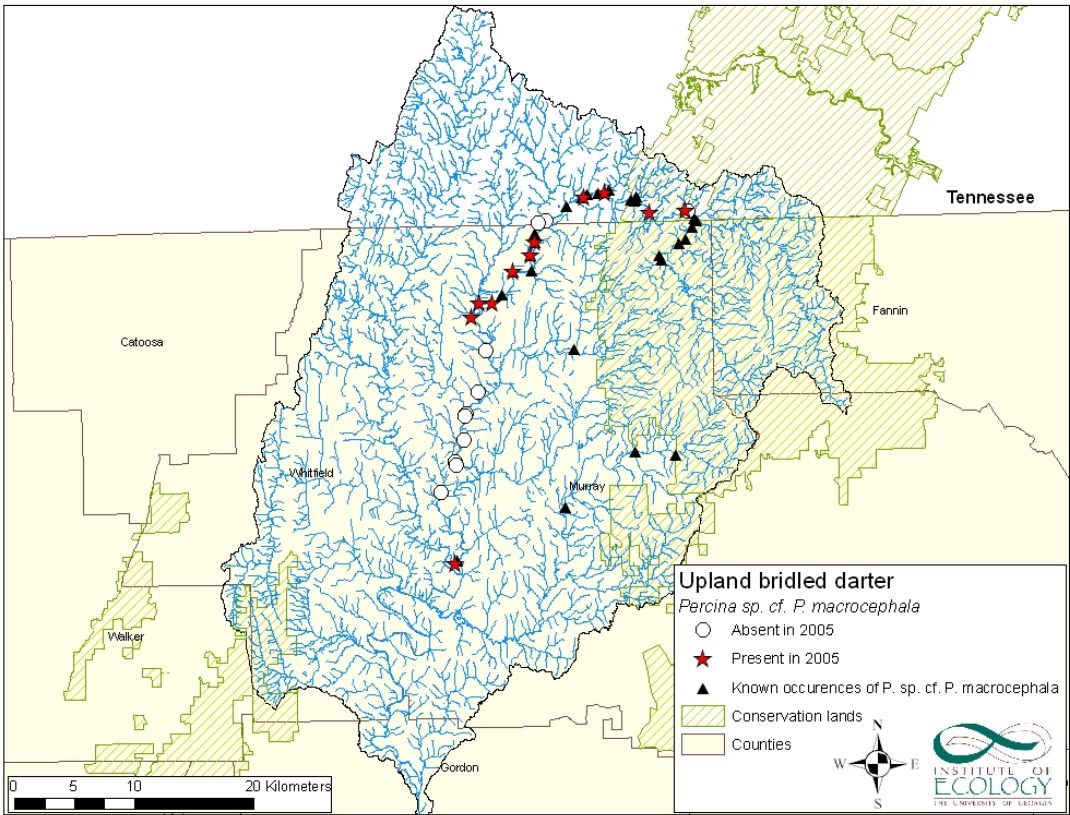 Tennessee
Fannin
Catoosa
Whitfield
Murray
Walker
Gordon
0 5 10 20 Kilometers
Upland bridled darter
Percina sp. cf. P. macrocephala
Absent in 2005
Present in 2005
Known occurences of P. sp. cf. P. macrocephala
Conservation lands
Counties
N
W E
S
INSTITUTE OF
ECOLOGY
THE UNIVERSITY OF GEORGIA